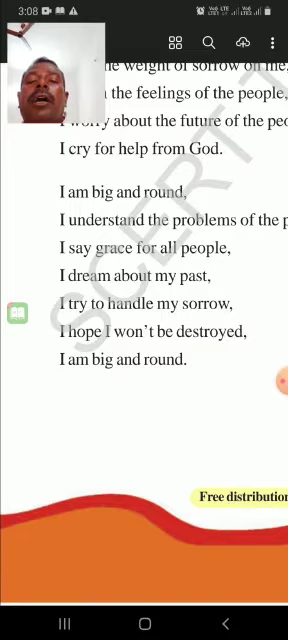 3:08
the weight of sorrow on me,
the feelings of the people,
I worry about the future of the peo
I cry for help from God.
I am big and round,
I understand the problems of the p
I say grace for all people,
I dream about my past,
I try to handle my sorrow,
I hope I won't be destroyed,
I am big and round.
SCERT T
Free distribution